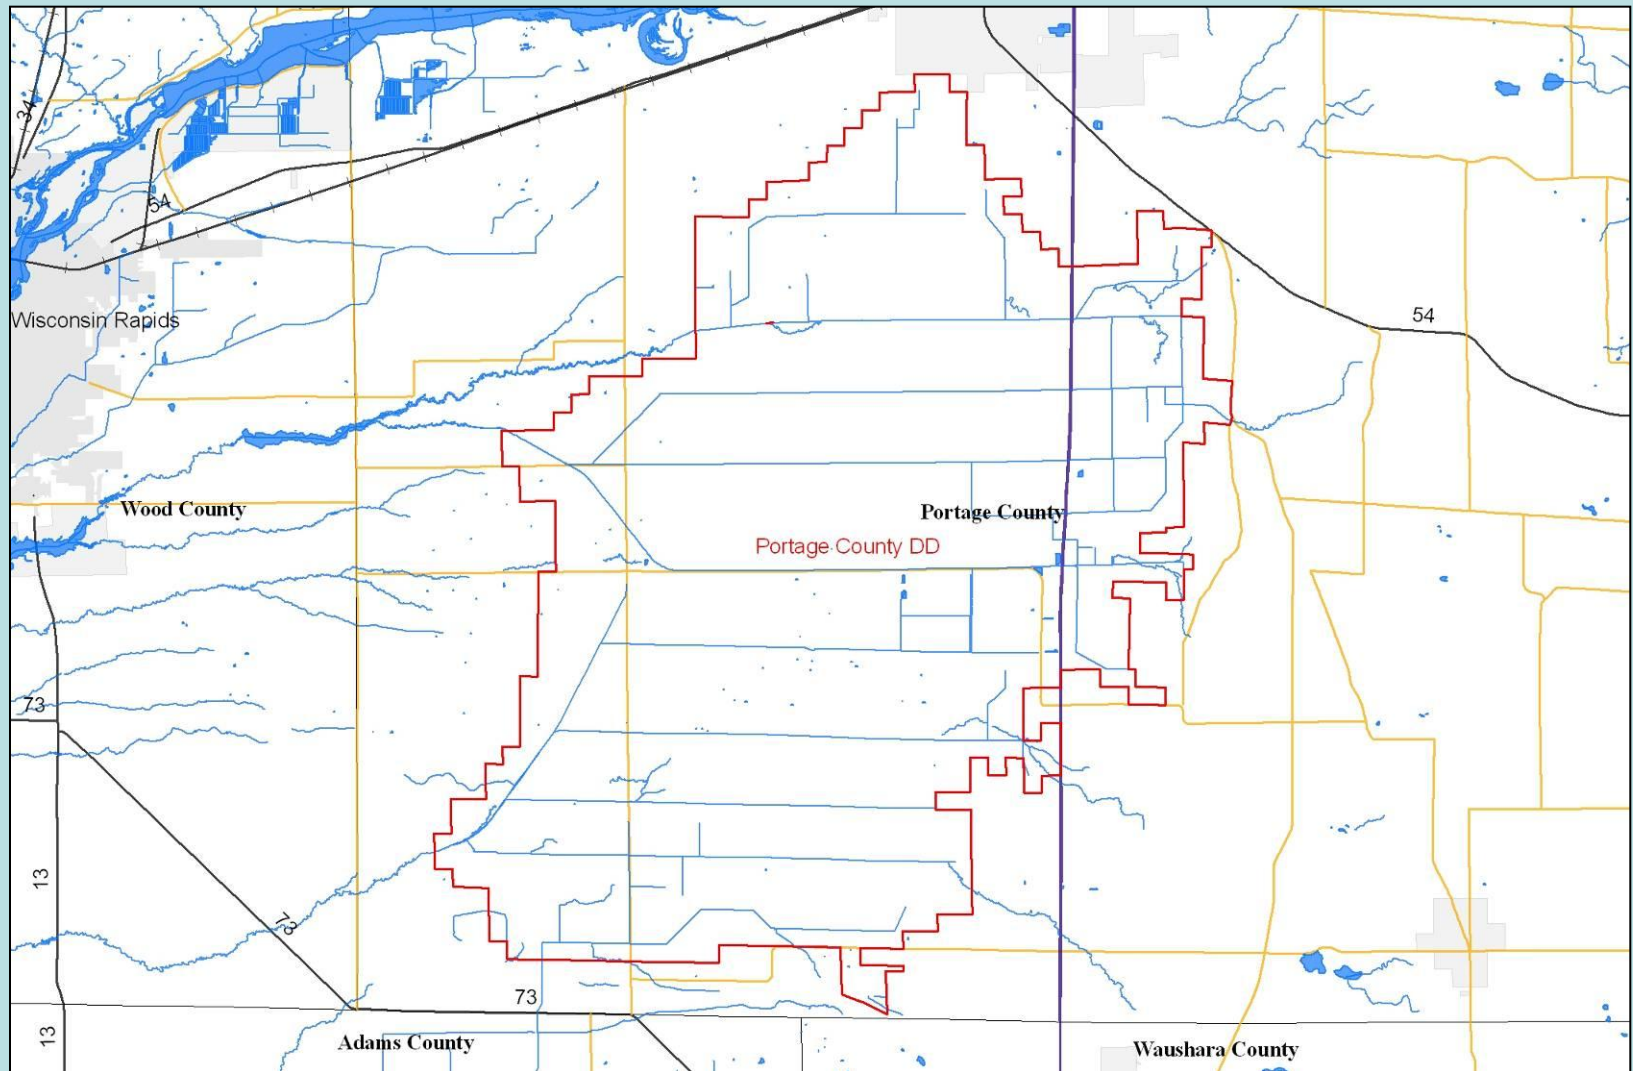 34
54
Wisconsin Rapids
54
Wood County
Portage County
Portage County DD
73
13
73
73
13
Adams County
Waushara County